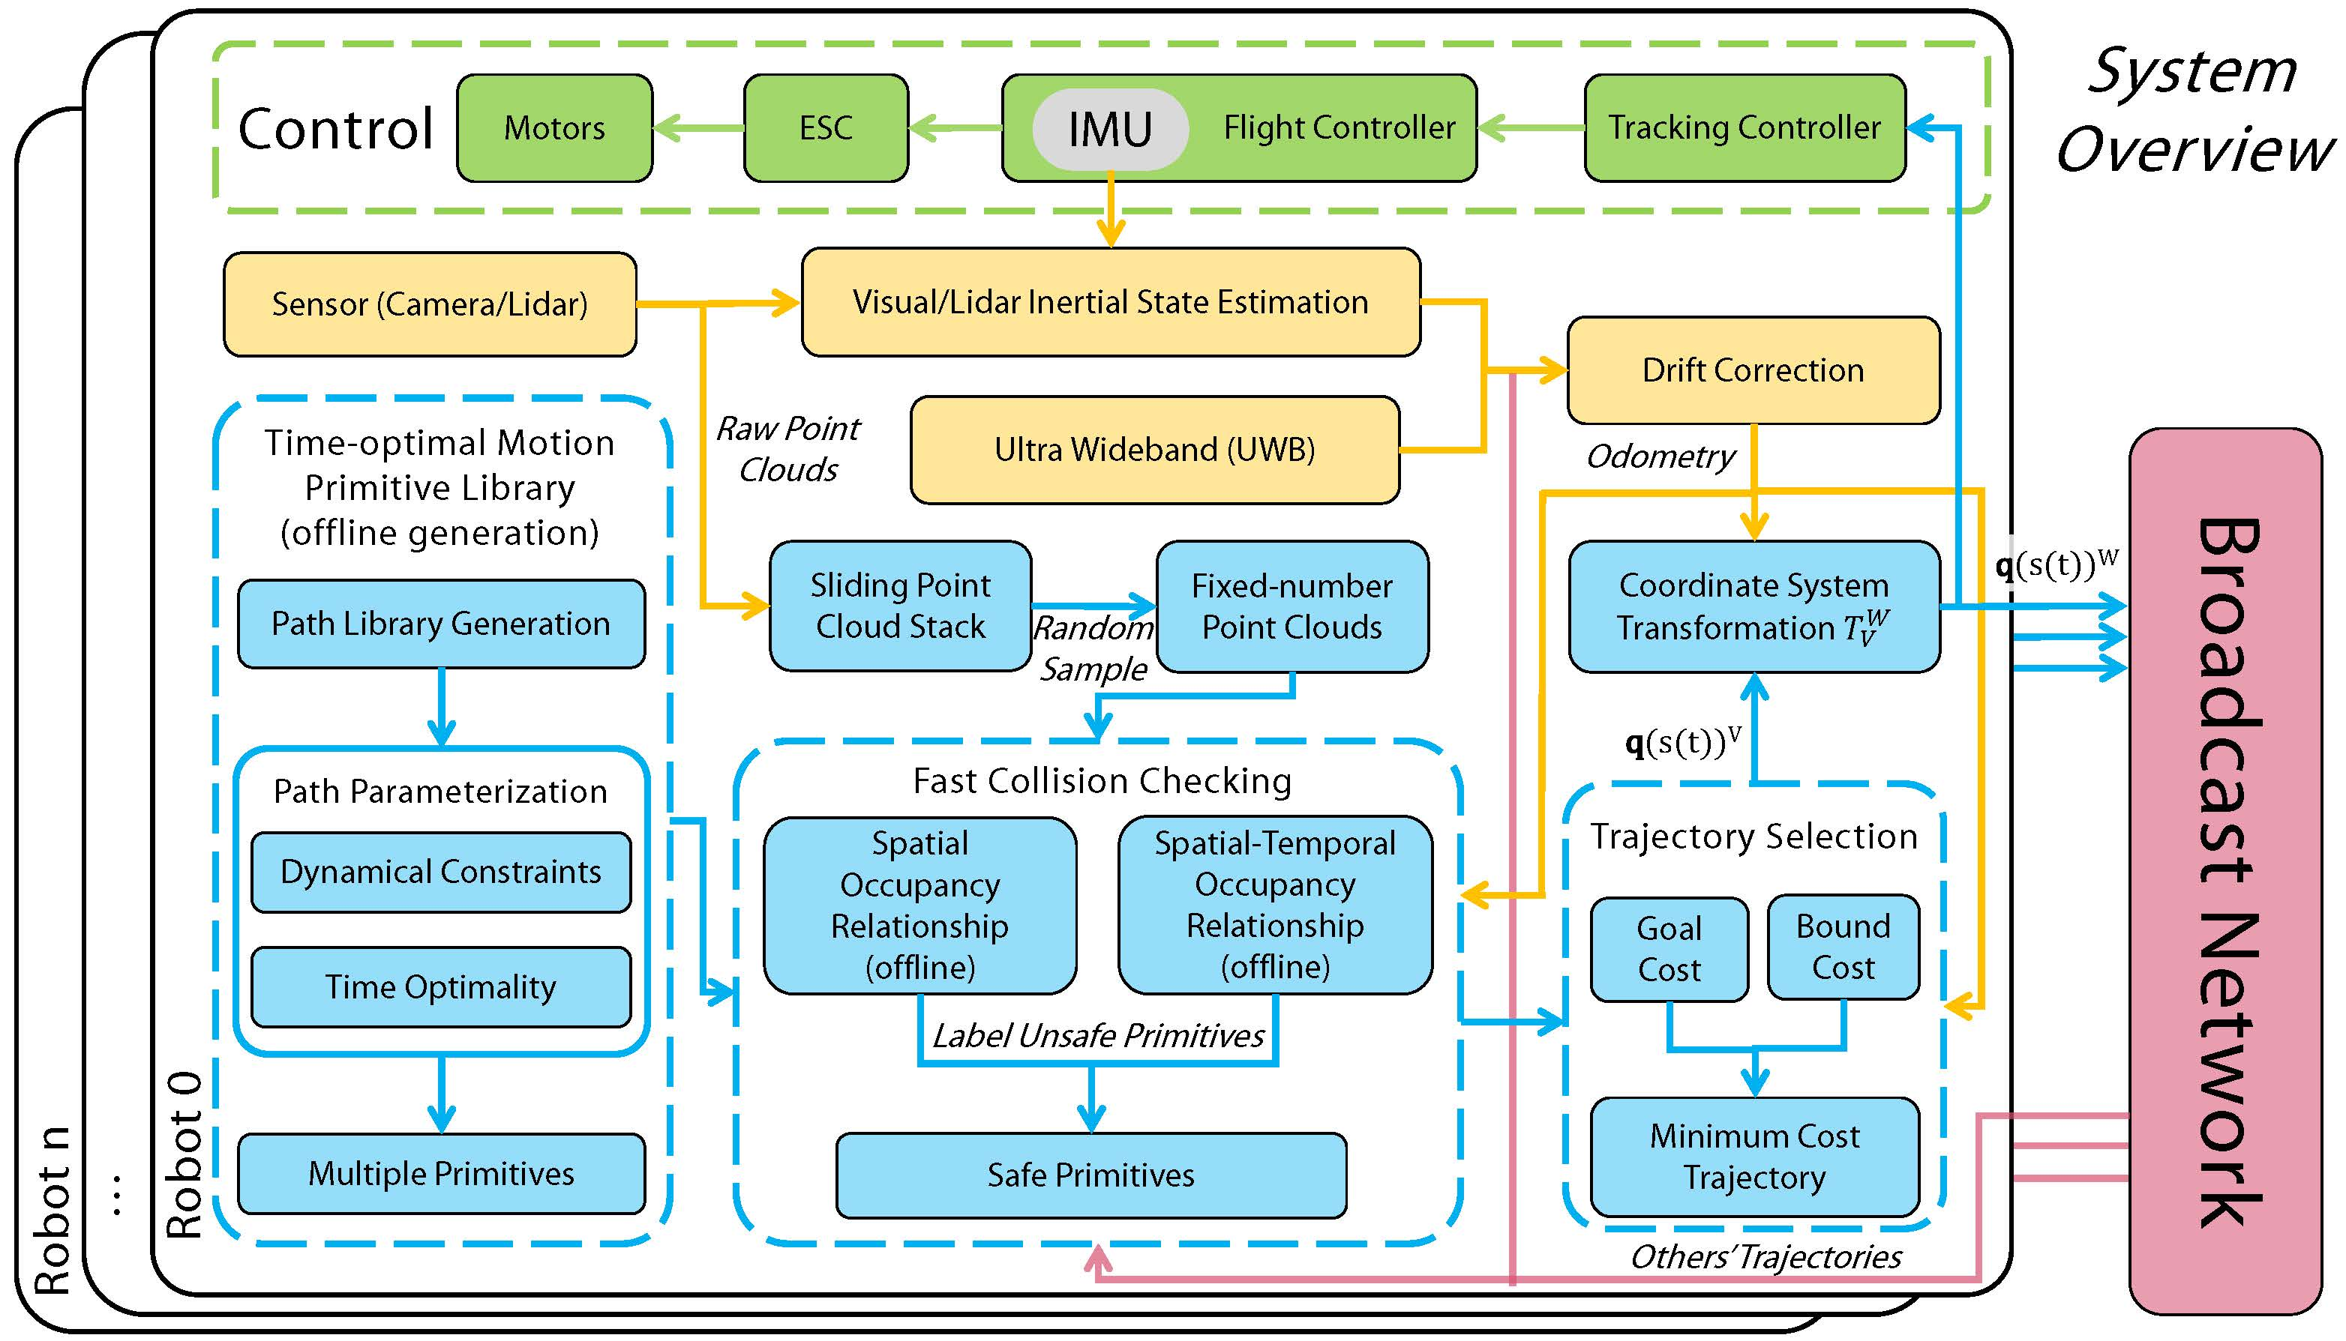 System
Overview
Control
Motors
ESC
IMU
Flight Controller
Tracking Controller
Sensor (Camera/Lidar)
Visual/Lidar Inertial State Estimation
Drift Correction
Ultra Wideband (UWB)
Raw Point
Clouds
Odometry
Time-optimal Motion
Primitive Library
(offline generation)
Path Library Generation
Path Parameterization
Dynamical Constraints
Time Optimality
Multiple Primitives
Sliding Point
Cloud Stack
Random
Sample
Fixed-number
Point Clouds
Coordinate System
Transformation T_V^W
q(s(t))^W
q(s(t))^V
Fast Collision Checking
Spatial
Occupancy
Relationship
(offline)
Spatial-Temporal
Occupancy
Relationship
(offline)
Label Unsafe Primitives
Safe Primitives
Trajectory Selection
Goal
Cost
Bound
Cost
Minimum Cost
Trajectory
Others' Trajectories
Broadcast Network
Robot 0
...
Robot n